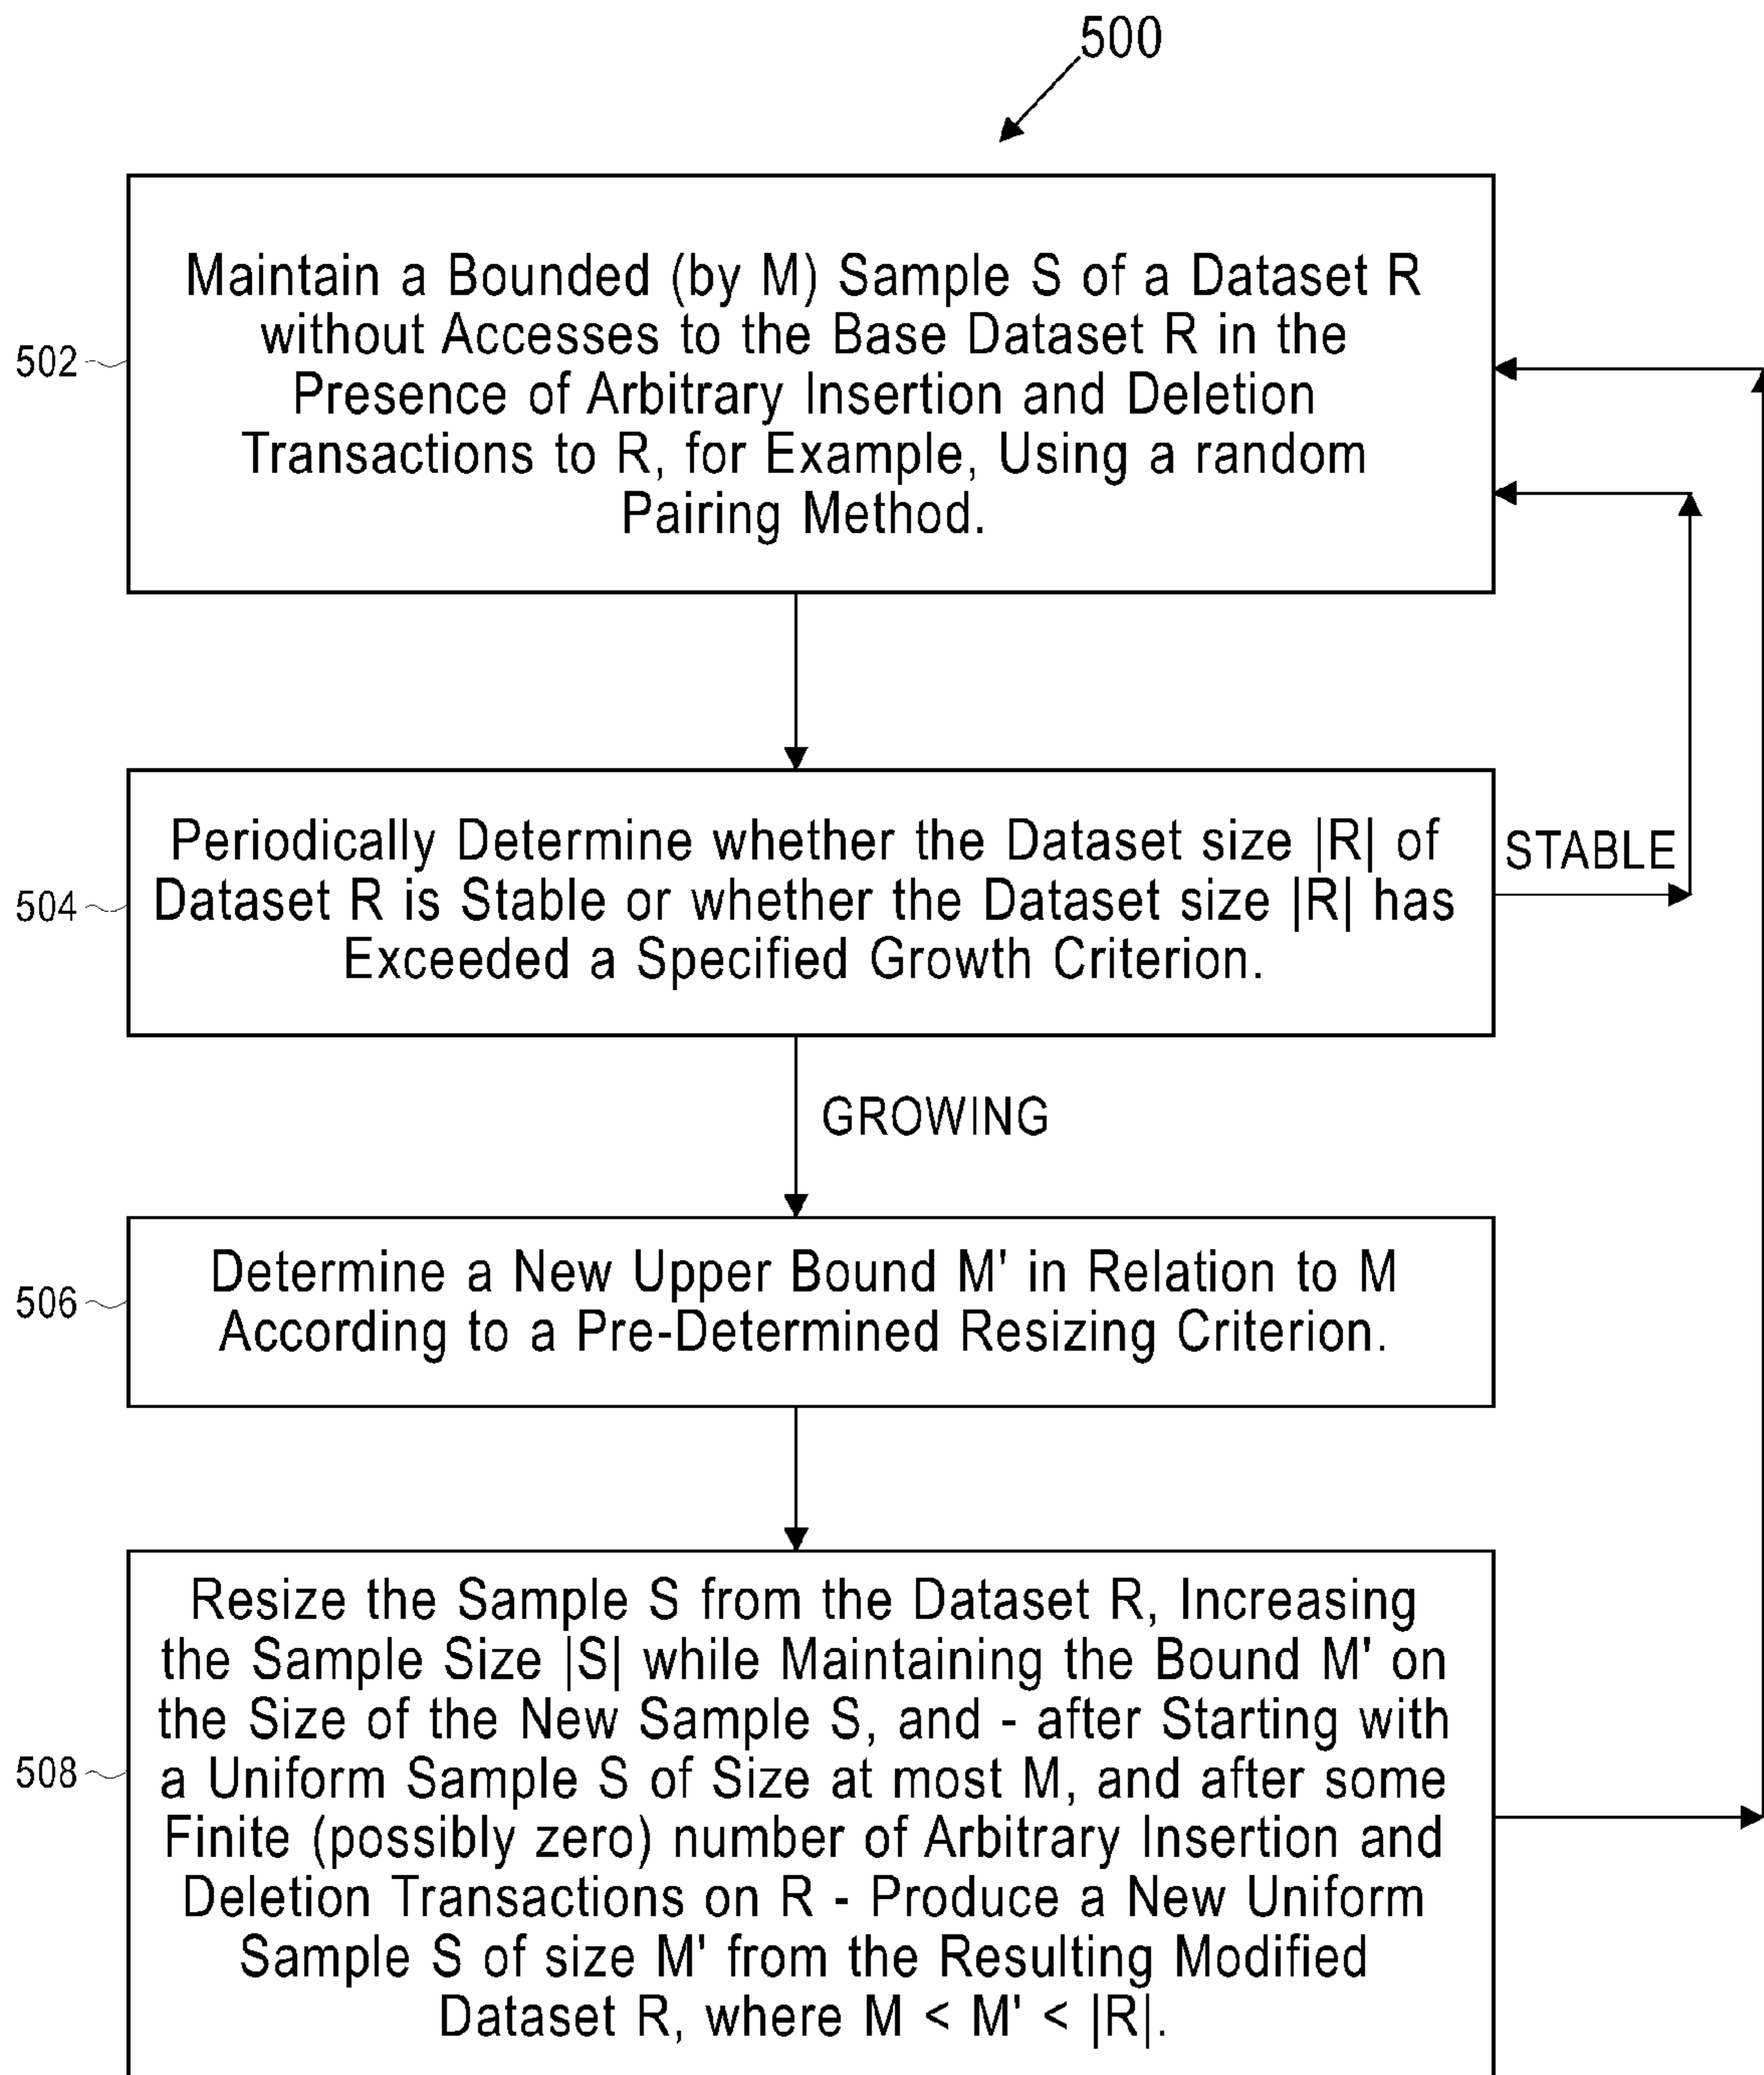 500
502
Maintain a Bounded (by M) Sample S of a Dataset R
without Accesses to the Base Dataset R in the
Presence of Arbitrary Insertion and Deletion
Transactions to R, for Example, Using a random
Pairing Method.
504
Periodically Determine whether the Dataset size |R| of
Dataset R is Stable or whether the Dataset size |R| has
Exceeded a Specified Growth Criterion.
STABLE
GROWING
506
Determine a New Upper Bound M' in Relation to M
According to a Pre-Determined Resizing Criterion.
508
Resize the Sample S from the Dataset R, Increasing
the Sample Size |S| while Maintaining the Bound M' on
the Size of the New Sample S, and - after Starting with
a Uniform Sample S of Size at most M, and after some
Finite (possibly zero) number of Arbitrary Insertion and
Deletion Transactions on R - Produce a New Uniform
Sample S of size M' from the Resulting Modified
Dataset R, where M < M' < |R|.